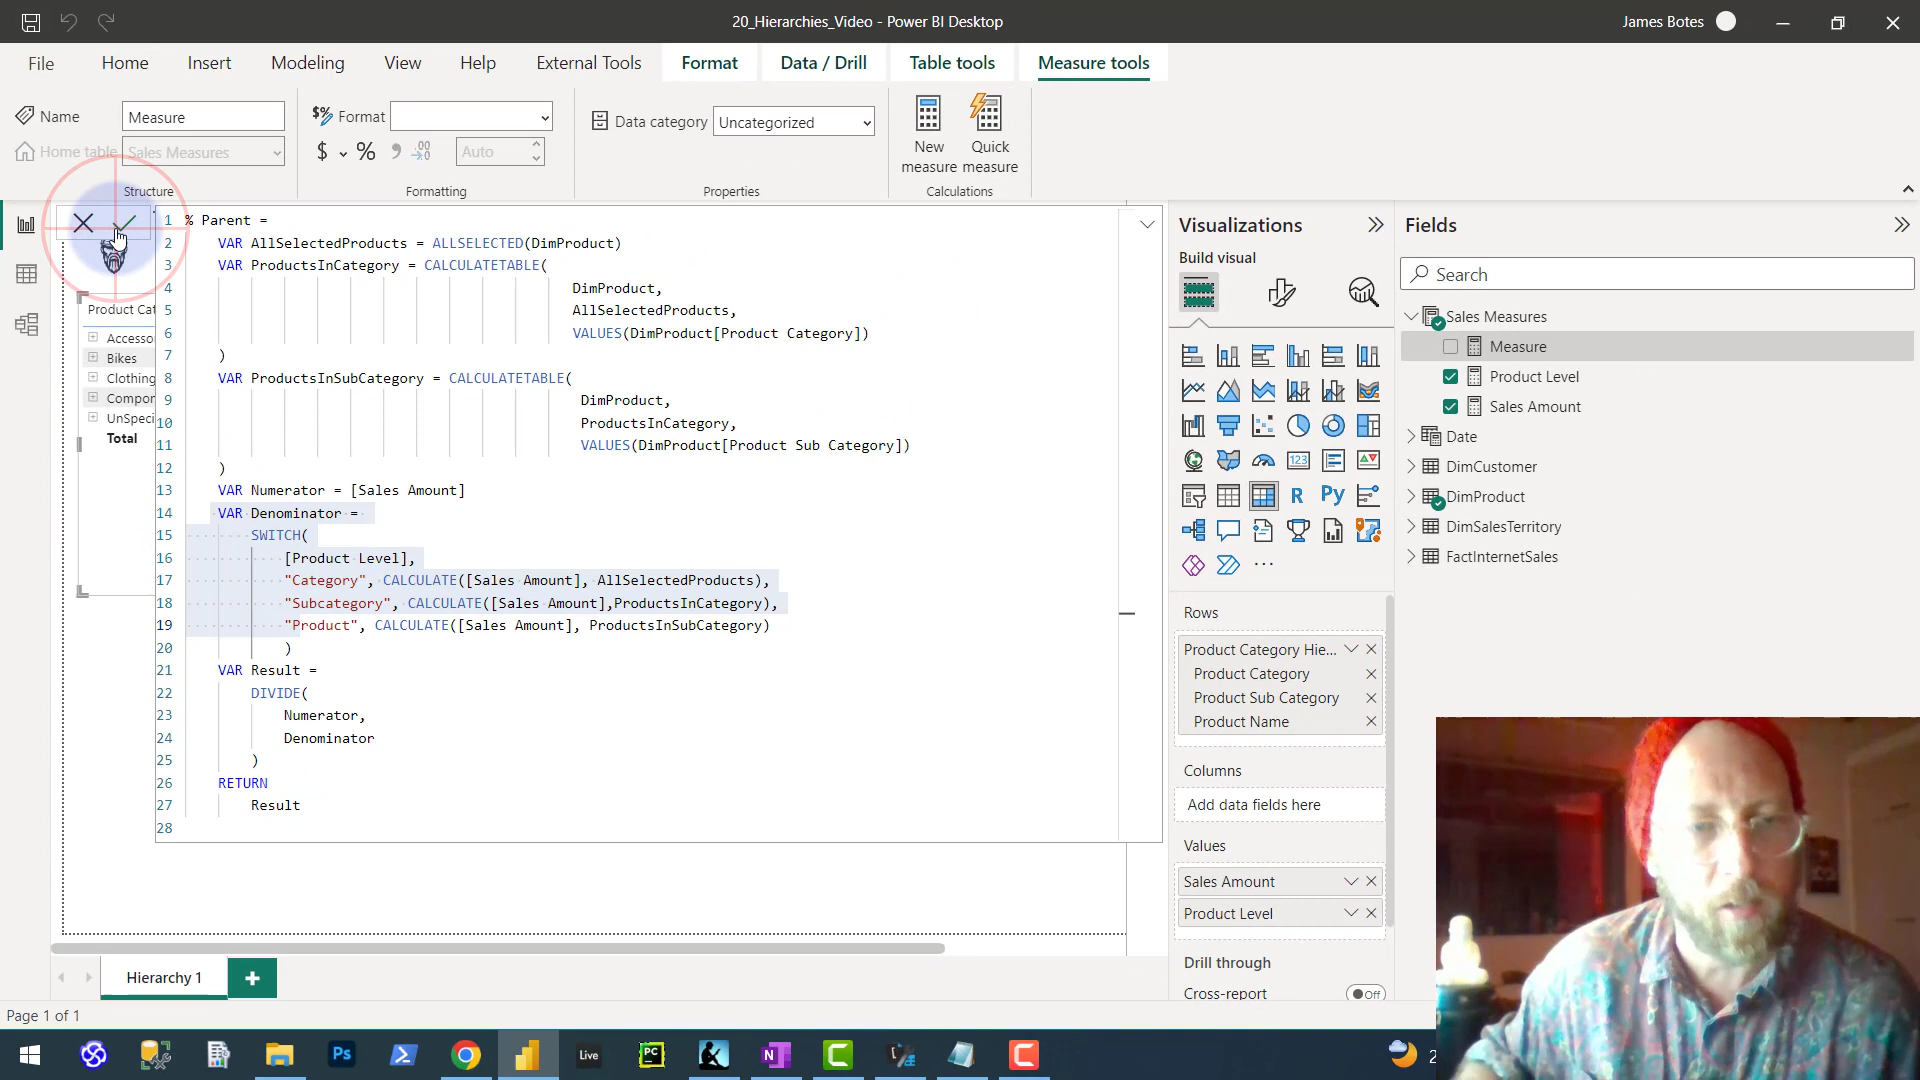 20_Hierarchies_Video - Power BI Desktop
James Botes
File
Home
Insert
Modeling
View
Help
External Tools
Format
Data / Drill
Table tools
Measure tools
Name
Measure
Home table
Sales Measures
Structure
Format
$
%
Auto
Formatting
Data category
Uncategorized
Properties
New measure
Quick measure
Calculations
1 % Parent =
2 VAR AllSelectedProducts = ALLSELECTED(DimProduct)
3 VAR ProductsInCategory = CALCULATETABLE(
4 DimProduct,
5 AllSelectedProducts,
6 VALUES(DimProduct[Product Category])
7 )
8 VAR ProductsInSubCategory = CALCULATETABLE(
9 DimProduct,
10 ProductsInCategory,
11 VALUES(DimProduct[Product Sub Category])
12 )
13 VAR Numerator = [Sales Amount]
14 VAR Denominator =
15 SWITCH(
16 [Product Level],
17 "Category", CALCULATE([Sales Amount], AllSelectedProducts),
18 "Subcategory", CALCULATE([Sales Amount],ProductsInCategory),
19 "Product", CALCULATE([Sales Amount], ProductsInSubCategory)
20 )
21 VAR Result =
22 DIVIDE(
23 Numerator,
24 Denominator
25 )
26 RETURN
27 Result
28
Product Cat
Accesso
Bikes
Clothing
Compor
UnSpeci
Total
Visualizations
Build visual
123
R
Py
Rows
Product Category Hie...
Product Category
Product Sub Category
Product Name
Columns
Add data fields here
Values
Sales Amount
Product Level
Drill through
Cross-report
Off
Fields
Search
Sales Measures
Measure
Product Level
Sales Amount
Date
DimCustomer
DimProduct
DimSalesTerritory
FactInternetSales
Hierarchy 1
Page 1 of 1
Ps
Live
PC
N
C
C
2